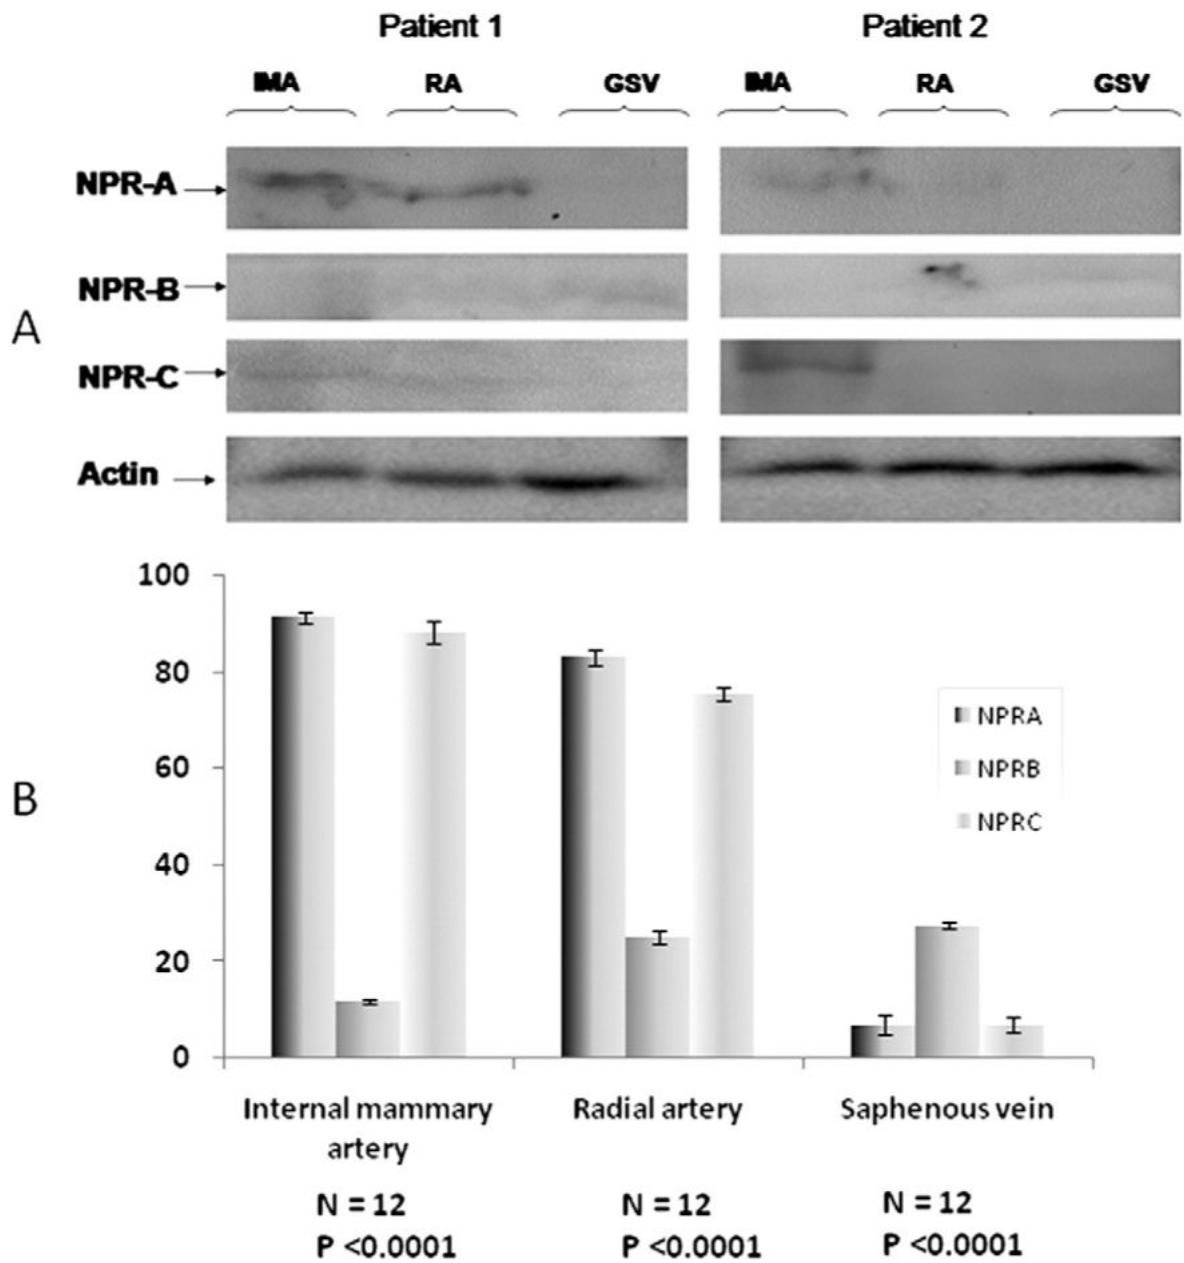 Patient 1 Patient 2
IMA RA GSV IMA RA GSV
NPR-A
NPR-B
A
NPR-C
Actin
100
80
60
40
20
0
B
NPRA
NPRB
NPRC
Internal mammary artery
Radial artery
Saphenous vein
N = 12 N = 12 N = 12
P <0.0001 P <0.0001 P <0.0001